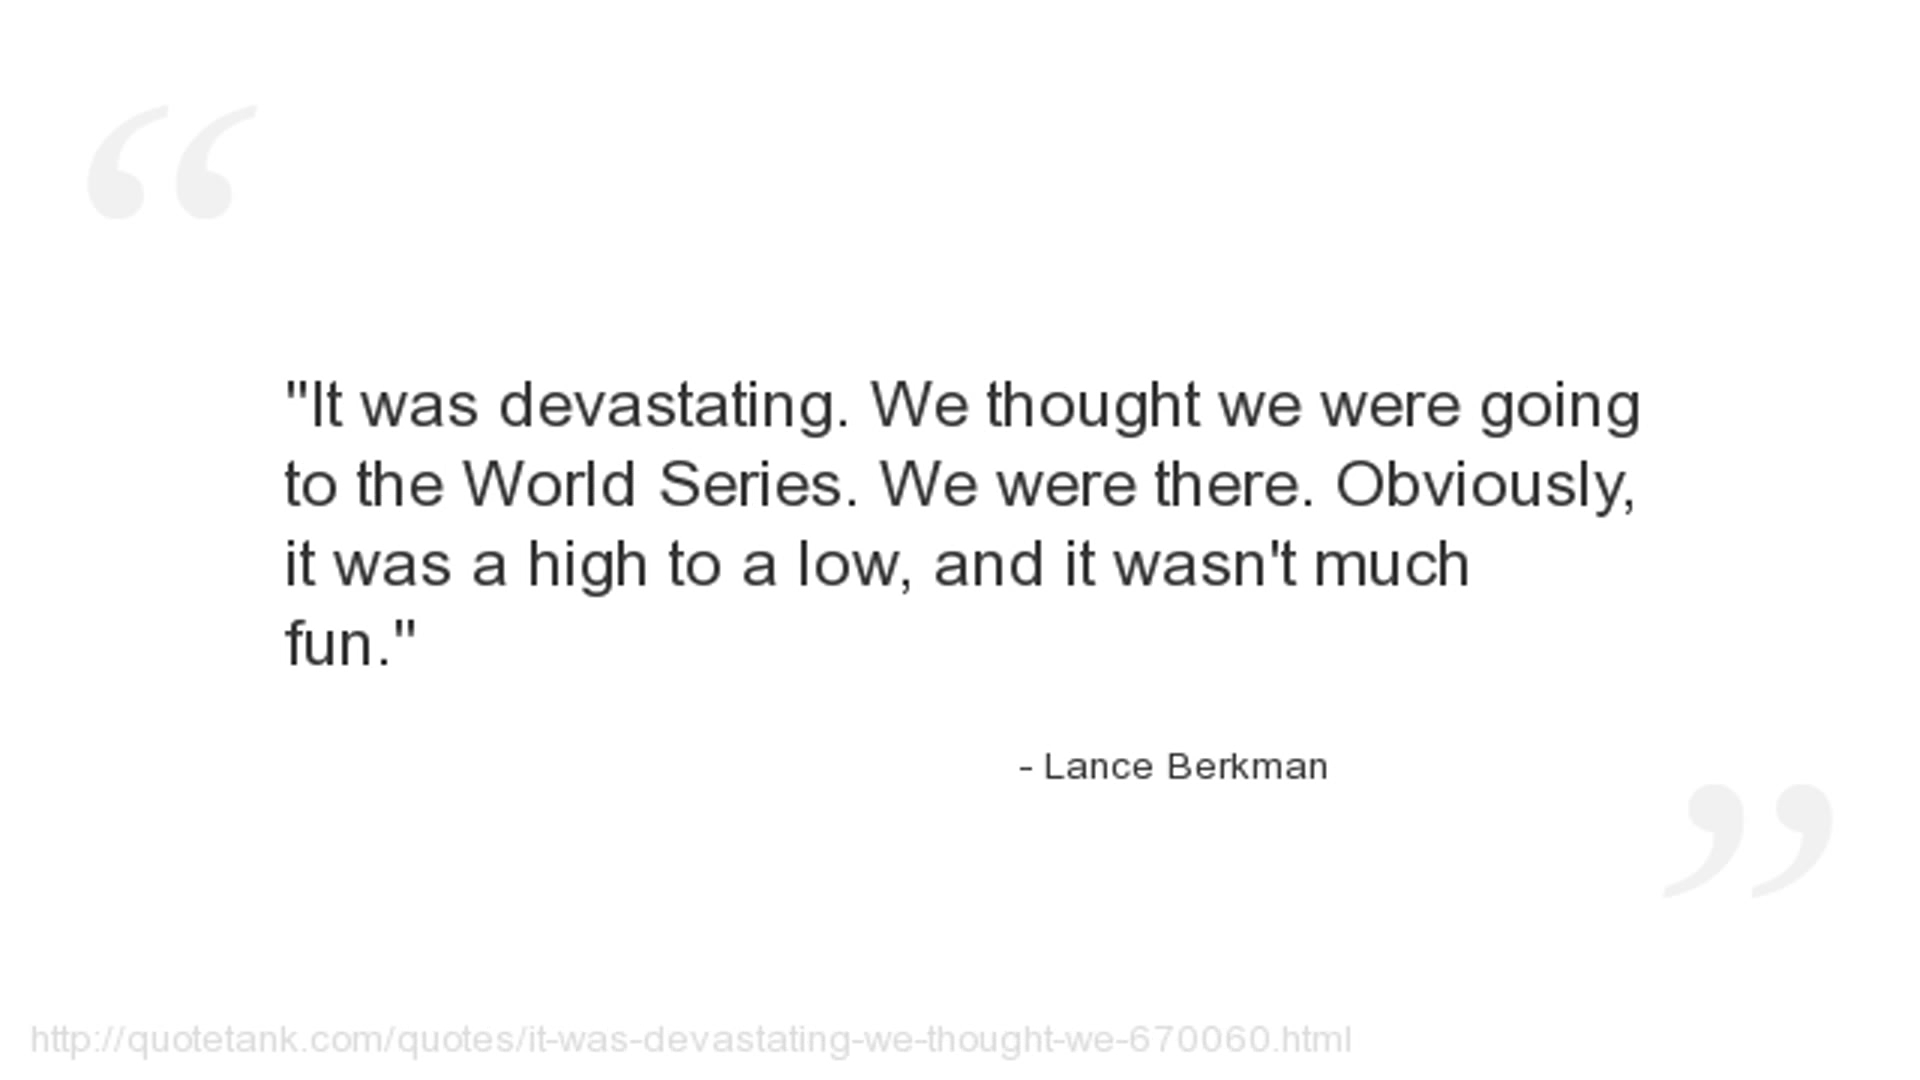 "It was devastating. We thought we were going
to the World Series. We were there. Obviously,
it was a high to a low, and it wasn't much
fun."
- Lance Berkman
http://quotetank.com/quotes/it-was-devastating-we-thought-we-670060.html